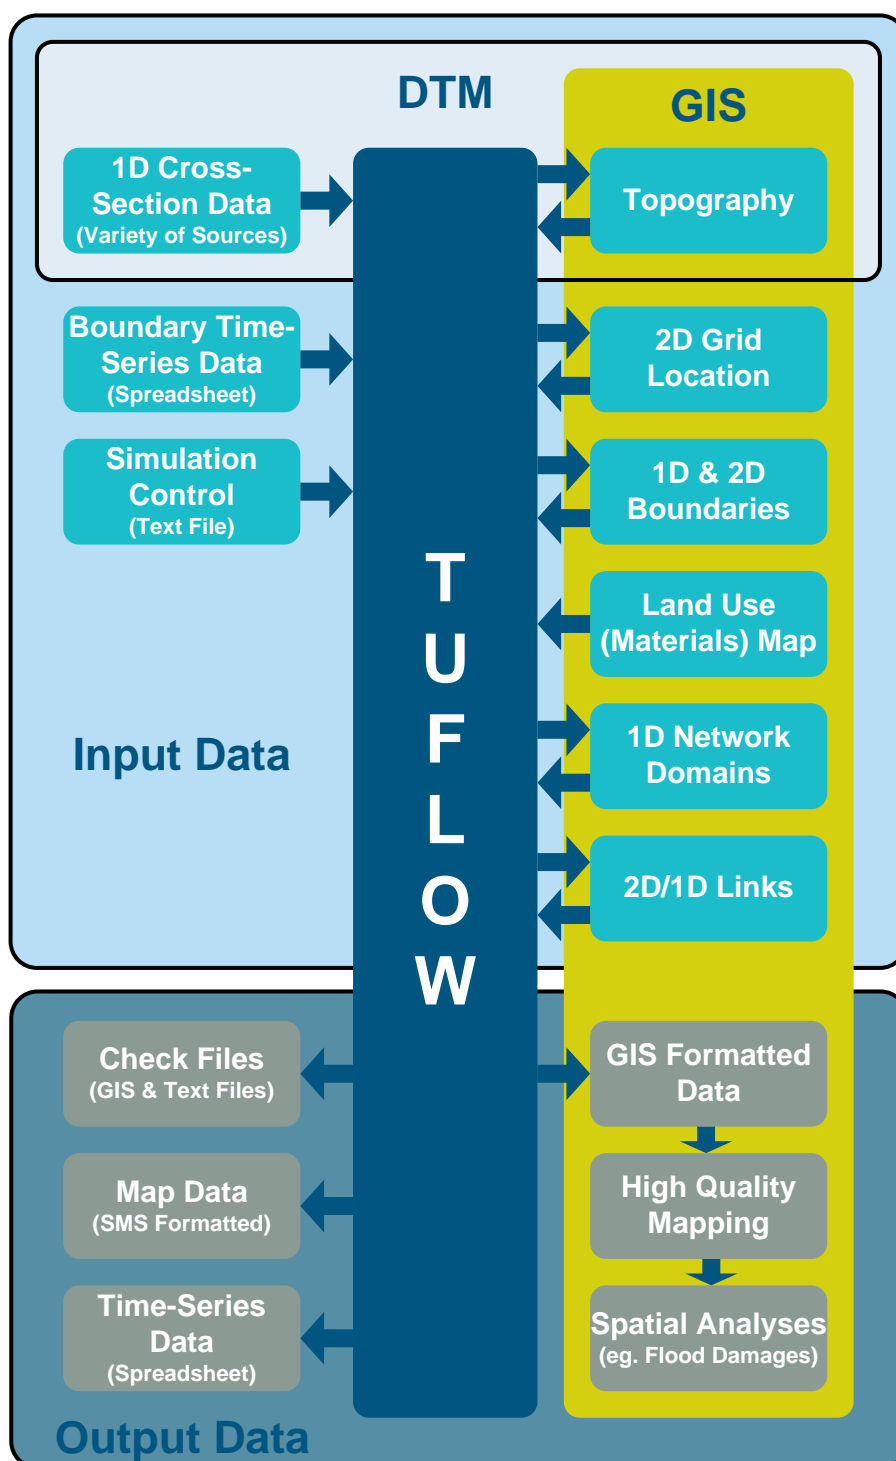 DTM
GIS
1D Cross-
Section Data
(Variety of Sources)
Topography
Boundary Time-
Series Data
(Spreadsheet)
2D Grid
Location
Simulation
Control
(Text File)
1D & 2D
Boundaries
TUFLOW
Land Use
(Materials) Map
Input Data
1D Network
Domains
2D/1D Links
Check Files
(GIS & Text Files)
GIS Formatted
Data
Map Data
(SMS Formatted)
High Quality
Mapping
Time-Series
Data
(Spreadsheet)
Spatial Analyses
(eg. Flood Damages)
Output Data